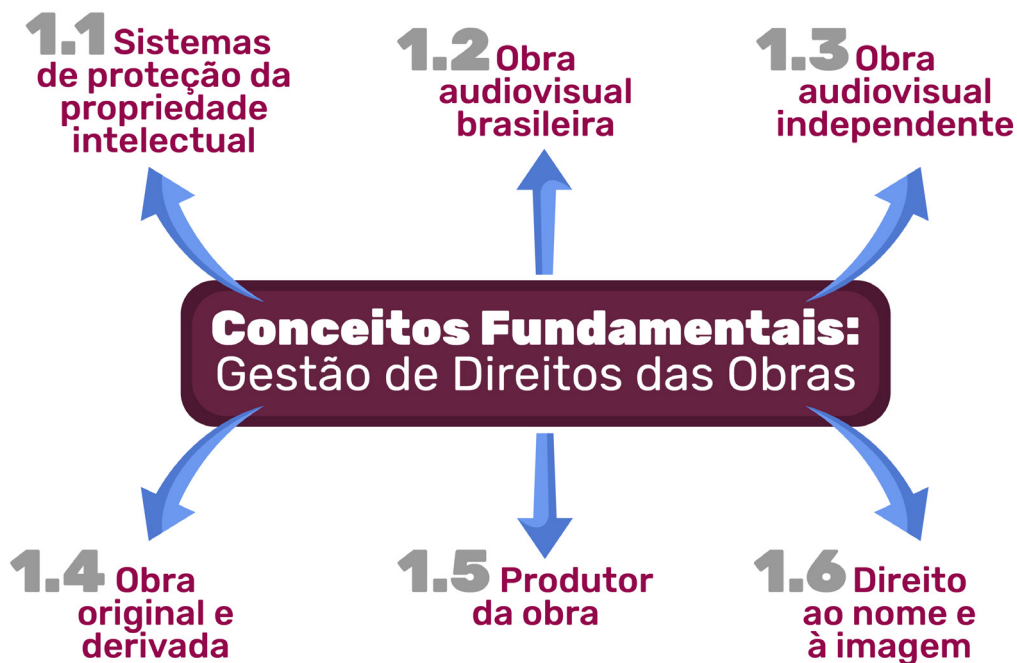 1.1 Sistemas
de proteção da
propriedade
intelectual
1.2 Obra
audiovisual
brasileira
1.3 Obra
audiovisual
independente
Conceitos Fundamentais:
Gestão de Direitos das Obras
1.4 Obra
original e
derivada
1.5 Produtor
da obra
1.6 Direito
ao nome e
à imagem